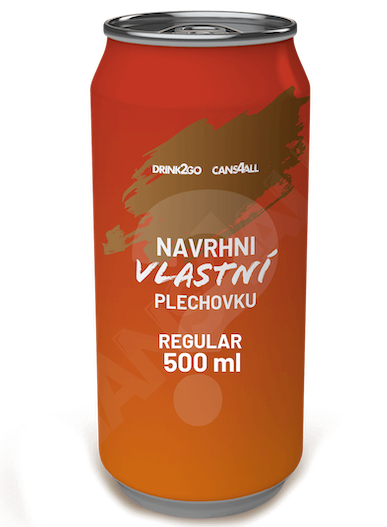 DRINK2GO CANS4ALL
NAVRHNI
VLASTNÍ
PLECHOVKU
REGULAR
500 ml